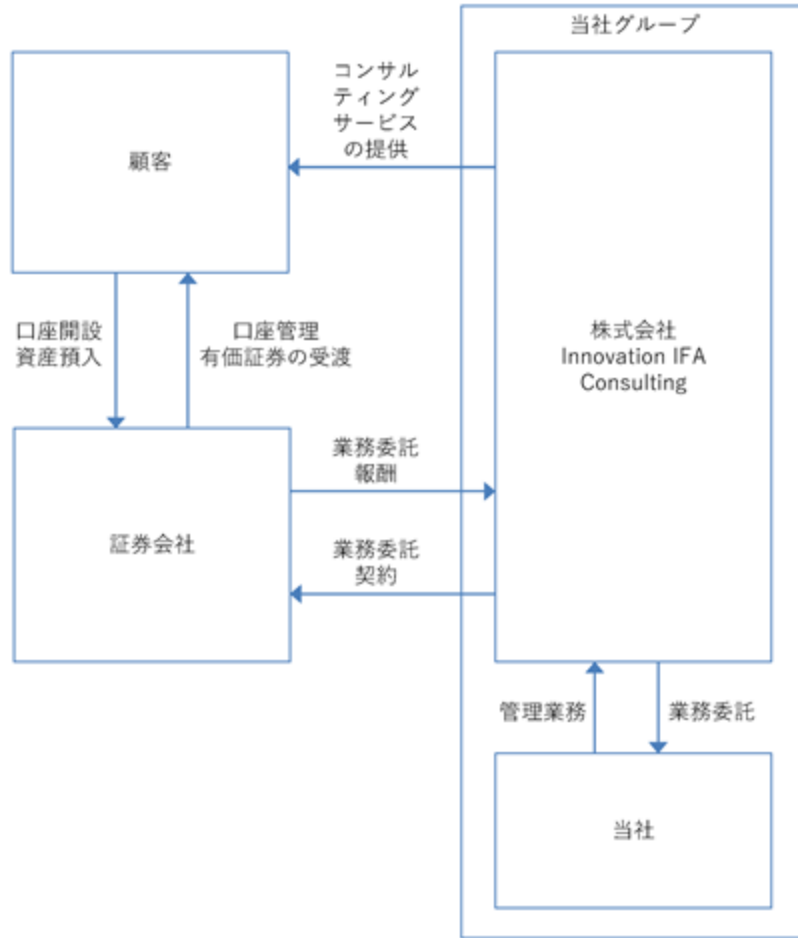 当社グループ
コンサル
ティング
サービス
の提供
顧客
口座開設
資産預入
口座管理
有価証券の受渡
株式会社
Innovation IFA
Consulting
業務委託
報酬
証券会社
業務委託
契約
管理業務
業務委託
当社